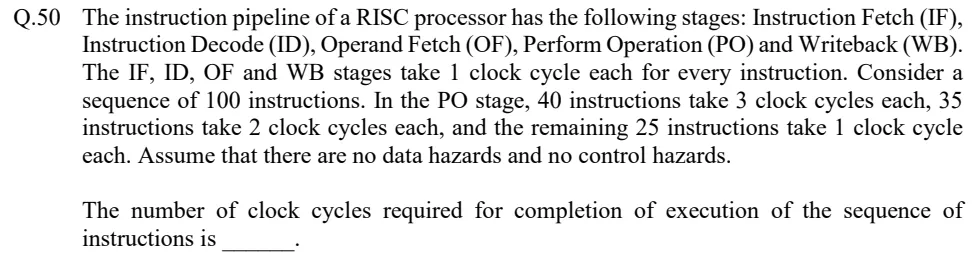 Q.50 The instruction pipeline of a RISC processor has the following stages: Instruction Fetch (IF),
Instruction Decode (ID), Operand Fetch (OF), Perform Operation (PO) and Writeback (WB).
The IF, ID, OF and WB stages take 1 clock cycle each for every instruction. Consider a
sequence of 100 instructions. In the PO stage, 40 instructions take 3 clock cycles each, 35
instructions take 2 clock cycles each, and the remaining 25 instructions take 1 clock cycle
each. Assume that there are no data hazards and no control hazards.
The number of clock cycles required for completion of execution of the sequence of
instructions is ______.